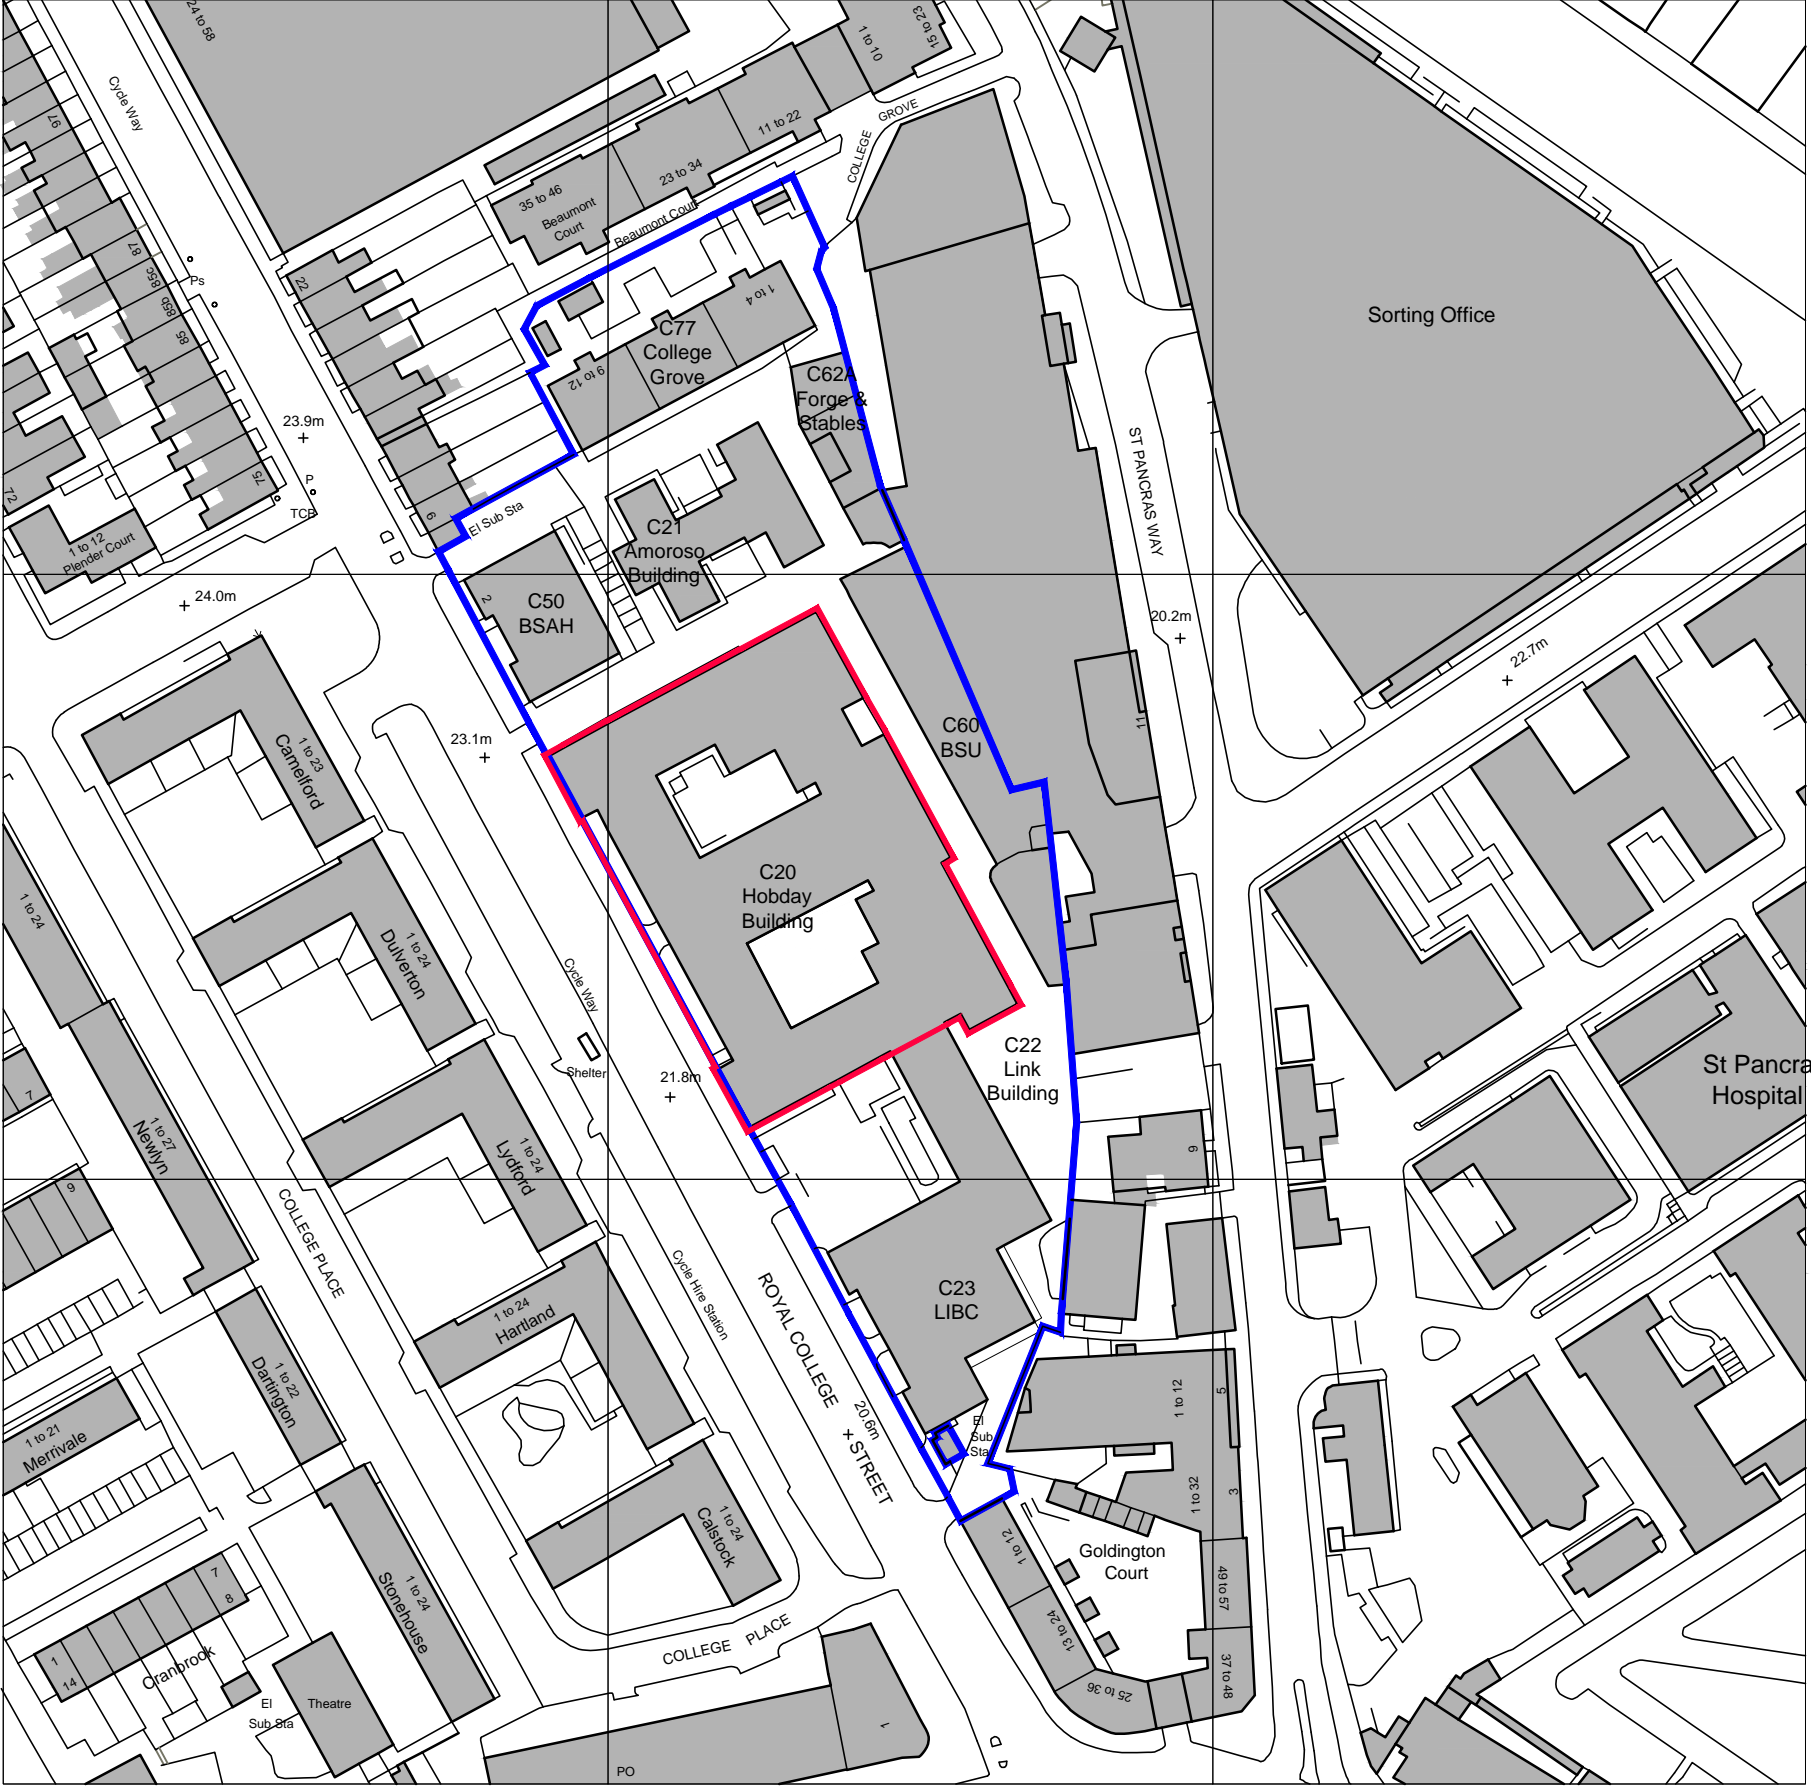 24 to 58
Cycle Way
97
87
85c
85b
85
75
72
1 to 12
Plender Court
Ps
22
23.9m
P
TCB
6
El Sub Sta
24.0m
35 to 46
Beaumont
Court
23 to 34
11 to 22
1 to 10
15 to 23
Beaumont Court
COLLEGE
GROVE
1 to 4
9 to 12
C77
College
Grove
C62A
Forge &
Stables
C21
Amoroso
Building
2
C50
BSAH
C60
BSU
ST PANCRAS WAY
20.2m
11
Sorting Office
22.7m
23.1m
C20
Hobday
Building
1 to 23
Camelford
1 to 24
Dulverton
1 to 24
1 to 27
Newlyn
7
9
Cycle Way
Shelter
21.8m
C22
Link
Building
St Pancra
Hospital
9
1 to 24
Lydford
COLLEGE PLACE
1 to 24
Hartland
Cycle Hire Station
ROYAL COLLEGE
STREET
20.6m
C23
LIBC
El
Sub
Sta
1 to 12
5
1 to 32
3
1 to 22
Dartington
1 to 21
Merrivale
1 to 24
Calstock
1 to 24
Stonehouse
7
8
1
14
Cranbrook
El
Sub Sta
Theatre
COLLEGE PLACE
1
PO
1 to 12
Goldington
Court
13 to 24
25 to 36
49 to 57
37 to 48